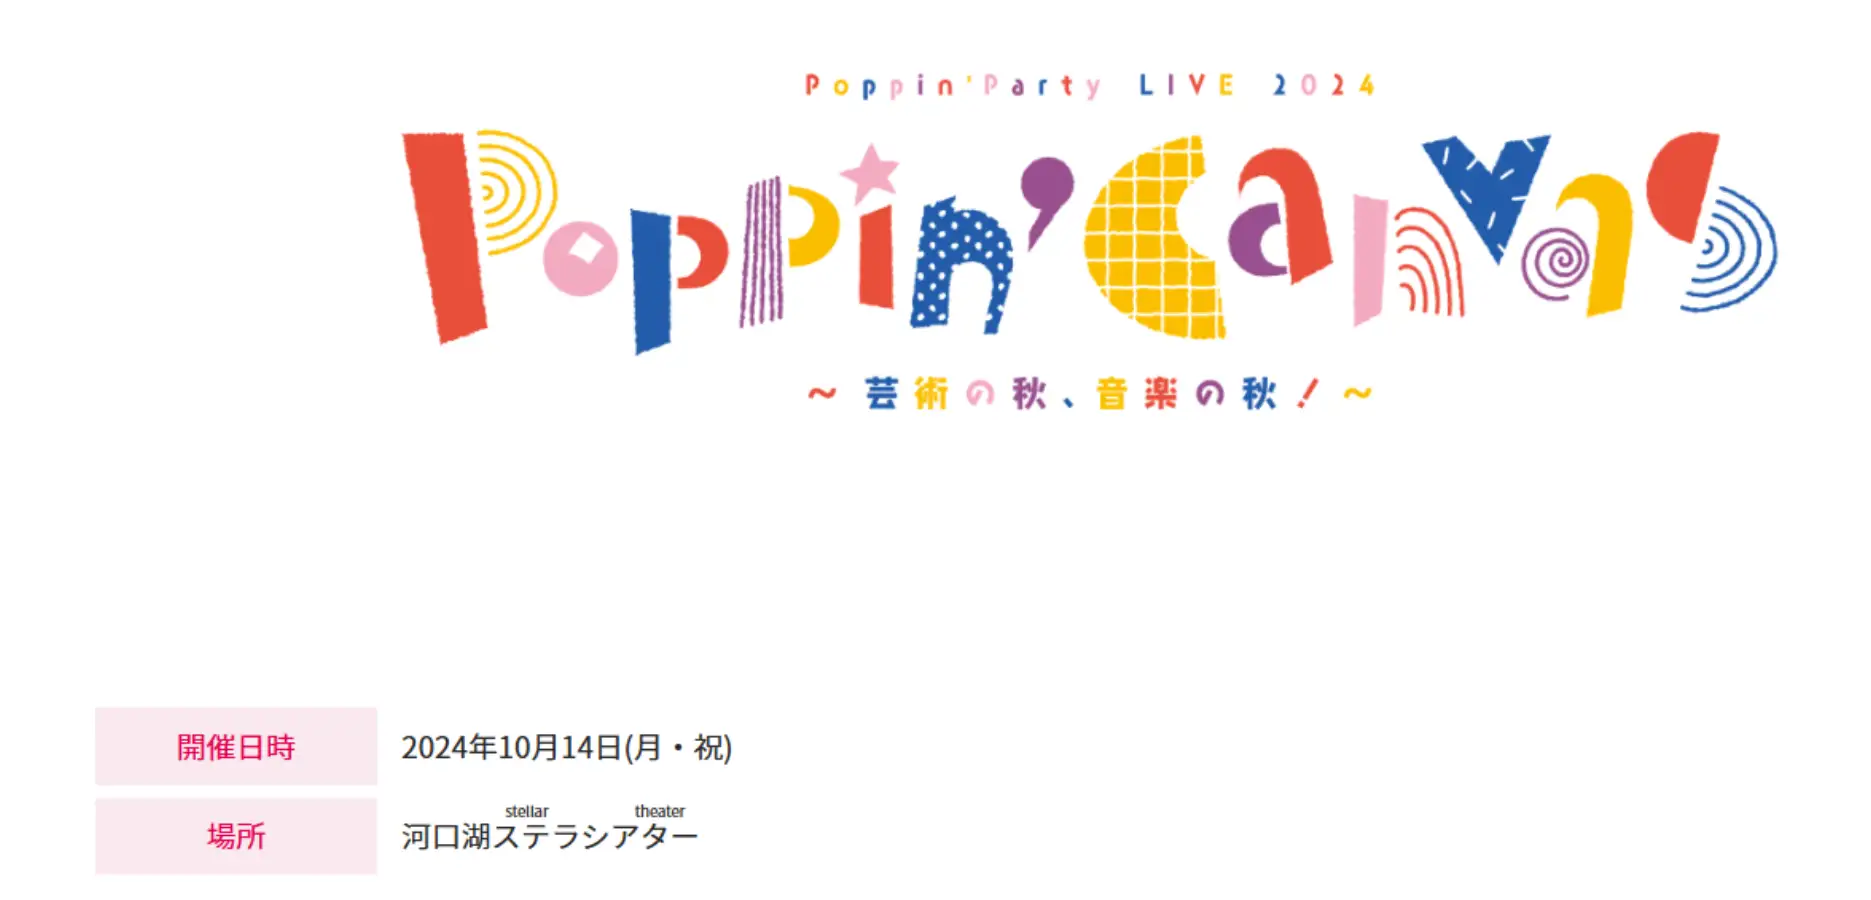 Poppin'Party LIVE 2024
Poppin'Canvas
～芸術の秋、音楽の秋！～
開催日時
2024年10月14日(月・祝)
場所
stellar theater
河口湖ステラシアター